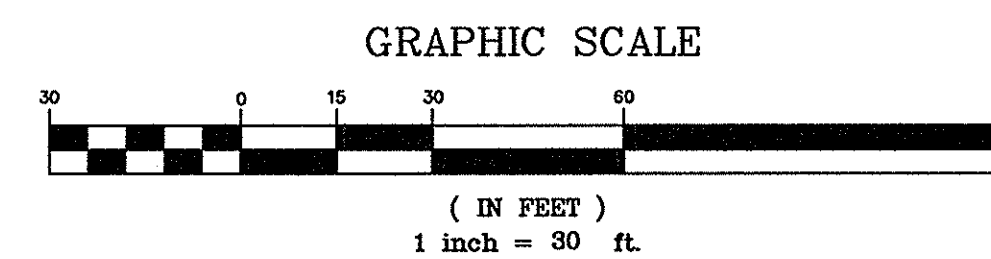 GRAPHIC SCALE
30 0 15 30 60
( IN FEET )
1 inch = 30 ft.